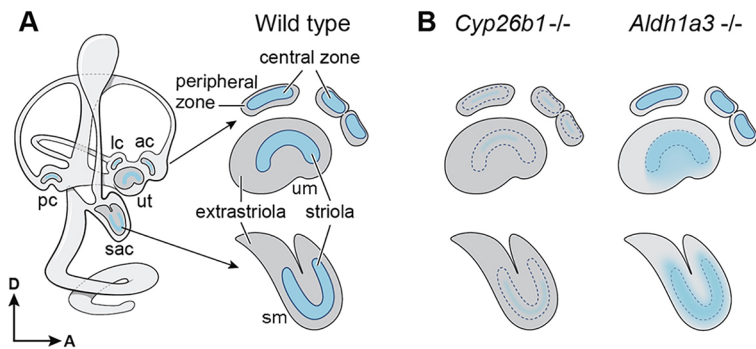 A
Wild type
central zone
peripheral
zone
lc
ac
pc
ut
um
extrastriola
striola
sac
sm
D
A
B
Cyp26b1 -/-
Aldh1a3 -/-